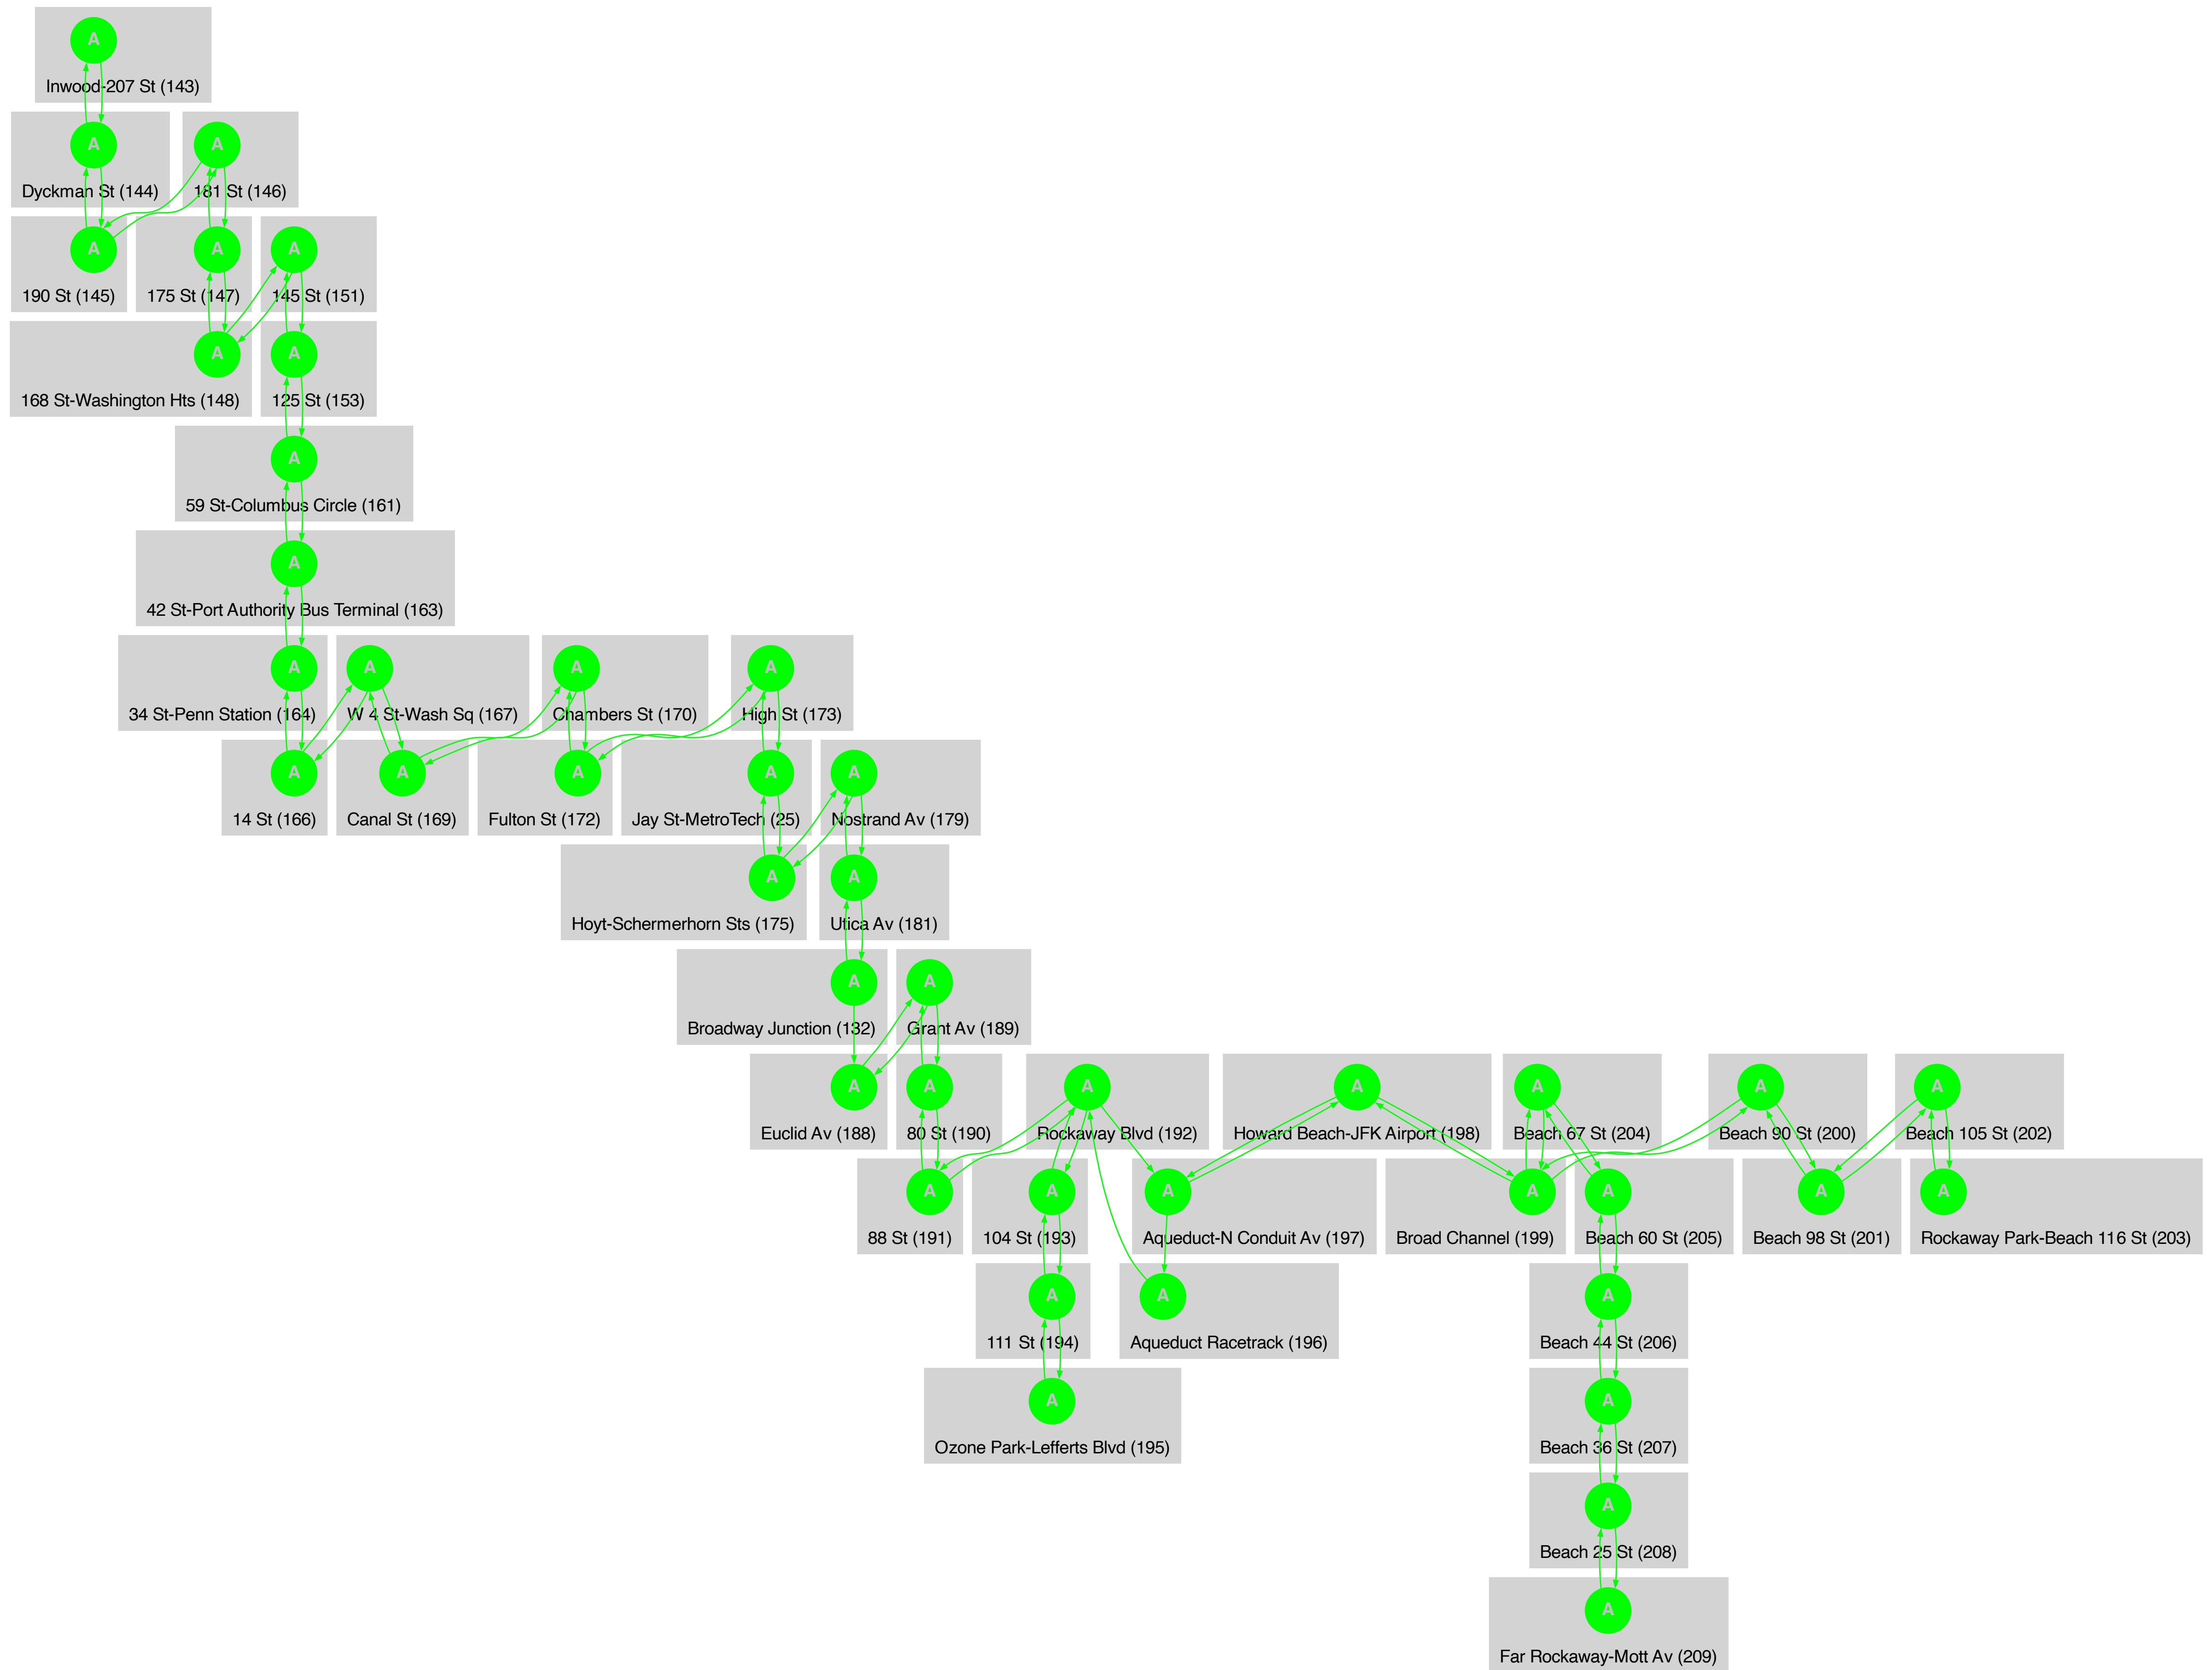 A
Inwood-207 St (143)
A
A
Dyckman St (144)
181 St (146)
A
A
A
190 St (145)
175 St (147)
145 St (151)
A
A
168 St-Washington Hts (148)
125 St (153)
A
59 St-Columbus Circle (161)
A
42 St-Port Authority Bus Terminal (163)
A
A
A
A
34 St-Penn Station (164)
W 4 St-Wash Sq (167)
Chambers St (170)
High St (173)
A
A
A
A
A
14 St (166)
Canal St (169)
Fulton St (172)
Jay St-MetroTech (25)
Nostrand Av (179)
A
A
Hoyt-Schermerhorn Sts (175)
Utica Av (181)
A
A
Broadway Junction (132)
Grant Av (189)
A
A
A
A
A
A
A
Euclid Av (188)
80 St (190)
Rockaway Blvd (192)
Howard Beach-JFK Airport (198)
Beach 67 St (204)
Beach 90 St (200)
Beach 105 St (202)
A
A
A
A
A
A
A
88 St (191)
104 St (193)
Aqueduct-N Conduit Av (197)
Broad Channel (199)
Beach 60 St (205)
Beach 98 St (201)
Rockaway Park-Beach 116 St (203)
A
A
A
111 St (194)
Aqueduct Racetrack (196)
Beach 44 St (206)
A
A
Ozone Park-Lefferts Blvd (195)
Beach 36 St (207)
A
Beach 25 St (208)
A
Far Rockaway-Mott Av (209)